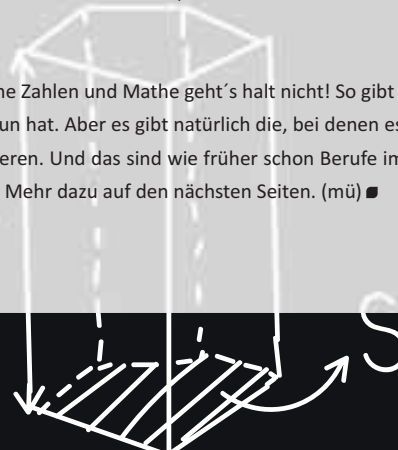 ne Zahlen und Mathe geht´s halt nicht! So gibt
un hat. Aber es gibt natürlich die, bei denen es
eren. Und das sind wie früher schon Berufe im
Mehr dazu auf den nächsten Seiten. (mü)
S